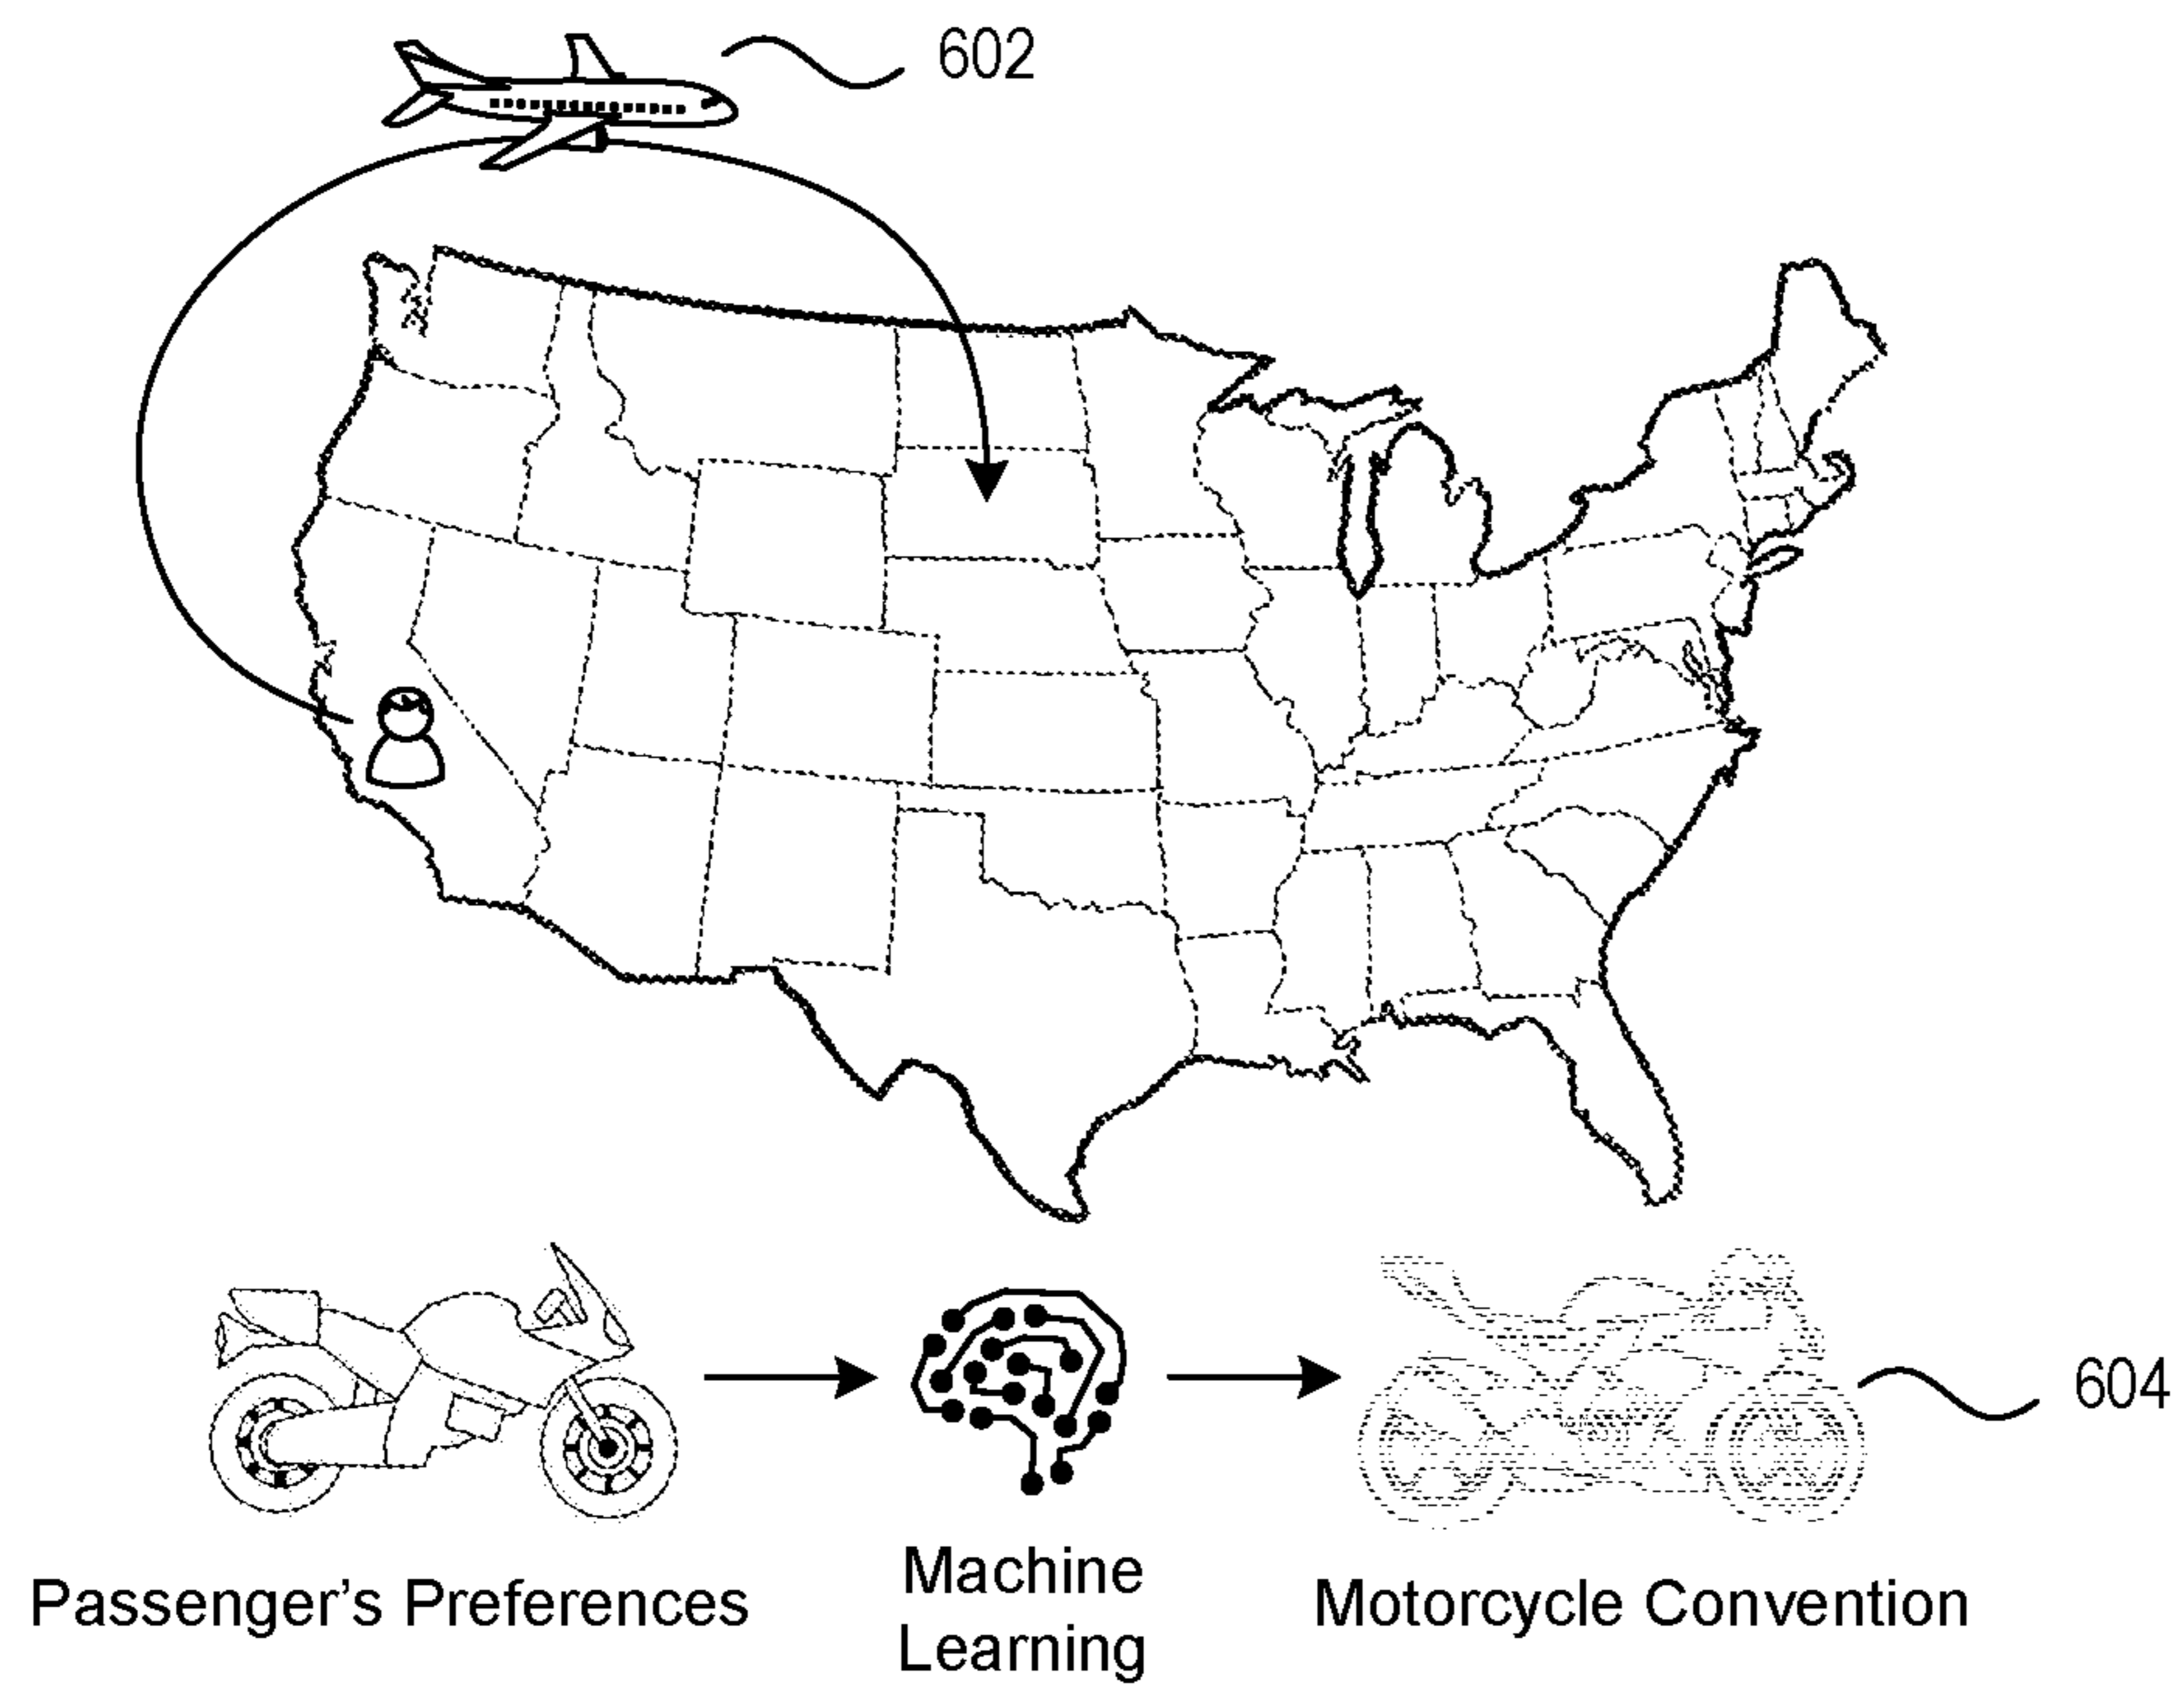 602
604
Passenger's Preferences
Machine
Learning
Motorcycle Convention